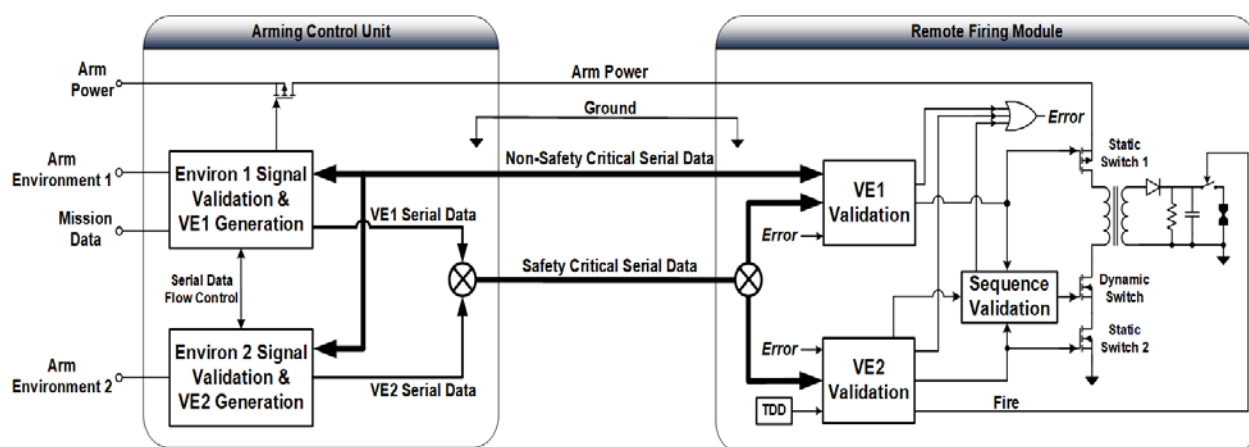 Arming Control Unit
Remote Firing Module
Arm
Power
Arm Power
Ground
Error
Static
Switch 1
Arm
Environment 1
Environ 1 Signal
Validation &
VE1 Generation
Non-Safety Critical Serial Data
VE1
Validation
Mission
Data
VE1 Serial Data
Error
Serial Data
Flow Control
Safety Critical Serial Data
Sequence
Validation
Dynamic
Switch
Environ 2 Signal
Validation &
VE2 Generation
Arm
Environment 2
VE2 Serial Data
Error
VE2
Validation
Static
Switch 2
TDD
Fire